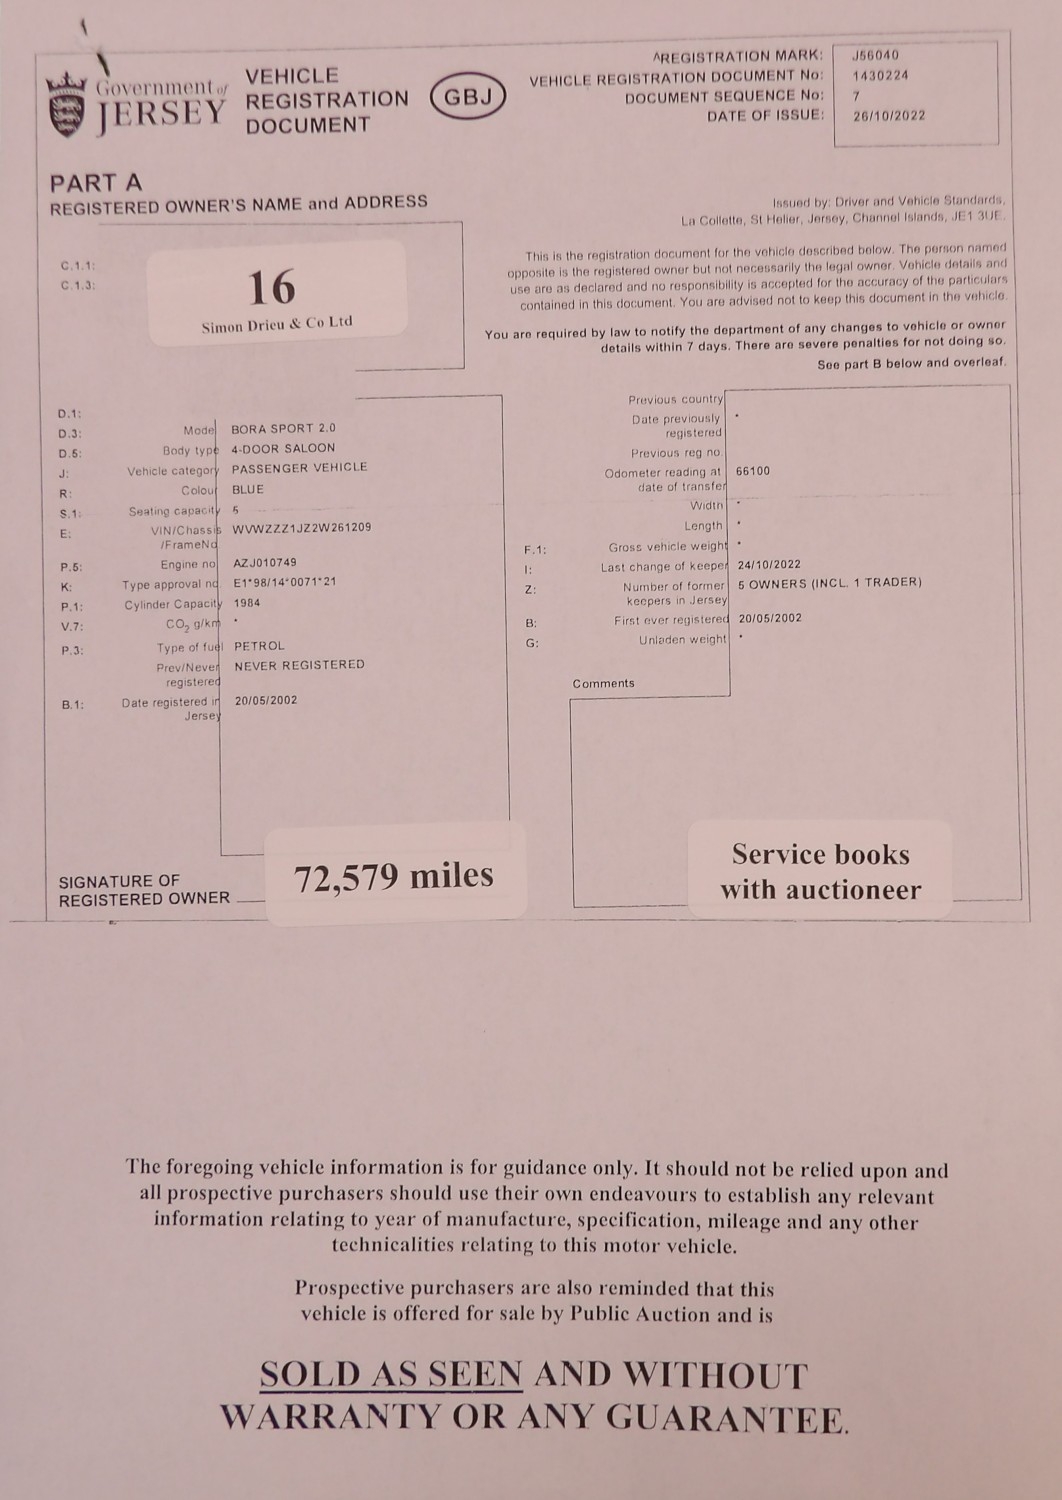 Government of
JERSEY
VEHICLE
REGISTRATION
DOCUMENT
GBJ
^REGISTRATION MARK: J56040
VEHICLE REGISTRATION DOCUMENT No: 1430224
DOCUMENT SEQUENCE No: 7
DATE OF ISSUE: 26/10/2022
PART A
REGISTERED OWNER'S NAME and ADDRESS
C.1.1:
C.1.3:
16
Simon Drieu & Co Ltd
Issued by: Driver and Vehicle Standards,
La Collette, St Helier, Jersey, Channel Islands, JE1 3UE.
This is the registration document for the vehicle described below. The person named
opposite is the registered owner but not necessarily the legal owner. Vehicle details and
use are as declared and no responsibility is accepted for the accuracy of the particulars
contained in this document. You are advised not to keep this document in the vehicle.
You are required by law to notify the department of any changes to vehicle or owner
details within 7 days. There are severe penalties for not doing so.
See part B below and overleaf.
D.1:
D.3: Model BORA SPORT 2.0
D.5: Body type 4-DOOR SALOON
J: Vehicle category PASSENGER VEHICLE
R: Colour BLUE
S.1: Seating capacity 5
E: VIN/Chassis WVWZZZ1JZ2W261209
/FrameNo
P.5: Engine no AZJ010749
K: Type approval no E1*98/14*0071*21
P.1: Cylinder Capacity 1984
V.7: CO2 g/km *
P.3: Type of fuel PETROL
Prev/Never NEVER REGISTERED
registered
B.1: Date registered in 20/05/2002
Jersey
Previous country
Date previously *
registered
Previous reg no
Odometer reading at 66100
date of transfer
Width *
Length *
F.1: Gross vehicle weight *
I: Last change of keeper 24/10/2022
Z: Number of former 5 OWNERS (INCL. 1 TRADER)
keepers in Jersey
B: First ever registered 20/05/2002
G: Unladen weight *
Comments
SIGNATURE OF
REGISTERED OWNER
72,579 miles
Service books
with auctioneer
The foregoing vehicle information is for guidance only. It should not be relied upon and
all prospective purchasers should use their own endeavours to establish any relevant
information relating to year of manufacture, specification, mileage and any other
technicalities relating to this motor vehicle.
Prospective purchasers are also reminded that this
vehicle is offered for sale by Public Auction and is
SOLD AS SEEN AND WITHOUT
WARRANTY OR ANY GUARANTEE.